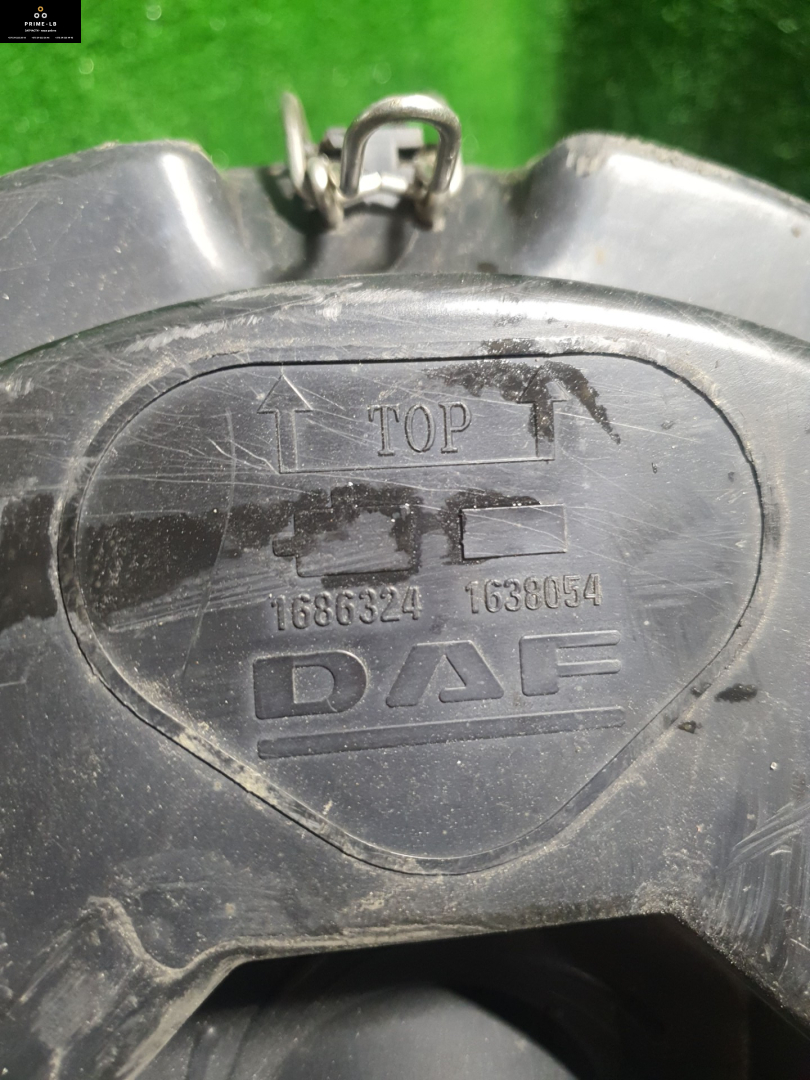 PRIME-LB
TOP
1686324 1638054
DAF